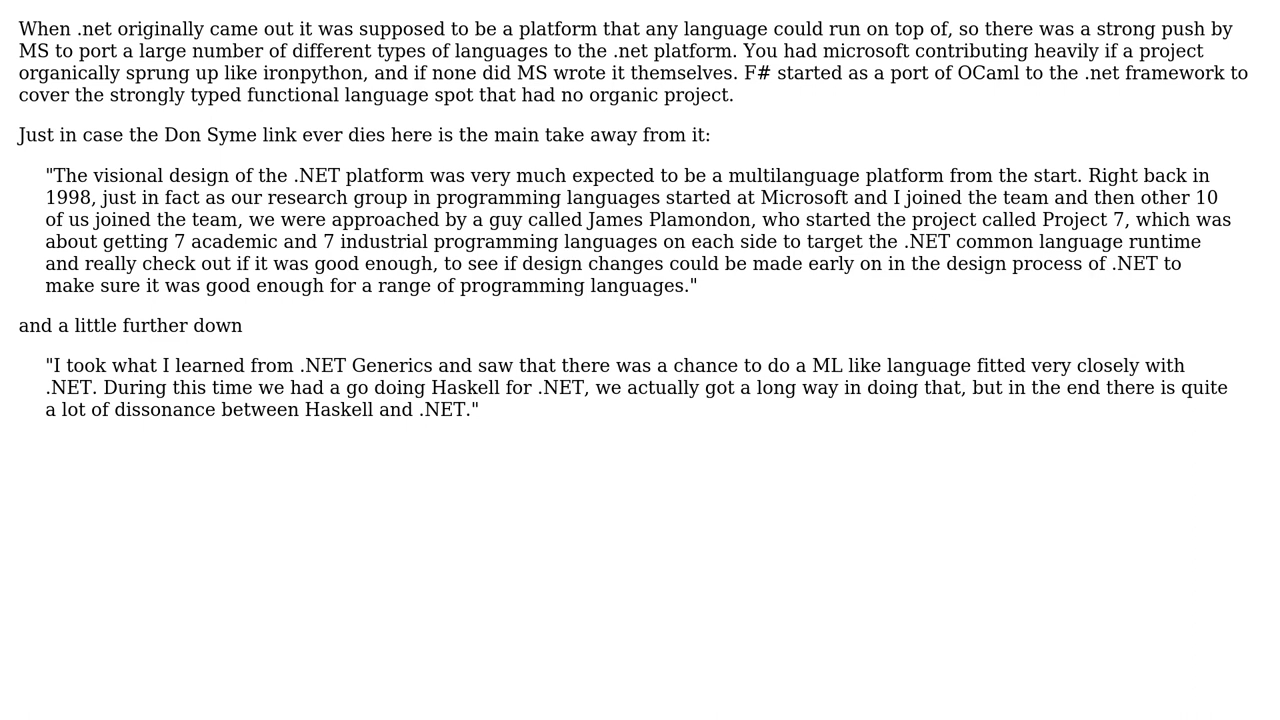 When .net originally came out it was supposed to be a platform that any language could run on top of, so there was a strong push by
MS to port a large number of different types of languages to the .net platform. You had microsoft contributing heavily if a project
organically sprung up like ironpython, and if none did MS wrote it themselves. F# started as a port of OCaml to the .net framework to
cover the strongly typed functional language spot that had no organic project.
Just in case the Don Syme link ever dies here is the main take away from it:
"The visional design of the .NET platform was very much expected to be a multilanguage platform from the start. Right back in
1998, just in fact as our research group in programming languages started at Microsoft and I joined the team and then other 10
of us joined the team, we were approached by a guy called James Plamondon, who started the project called Project 7, which was
about getting 7 academic and 7 industrial programming languages on each side to target the .NET common language runtime
and really check out if it was good enough, to see if design changes could be made early on in the design process of .NET to
make sure it was good enough for a range of programming languages."
and a little further down
"I took what I learned from .NET Generics and saw that there was a chance to do a ML like language fitted very closely with
.NET. During this time we had a go doing Haskell for .NET, we actually got a long way in doing that, but in the end there is quite
a lot of dissonance between Haskell and .NET."